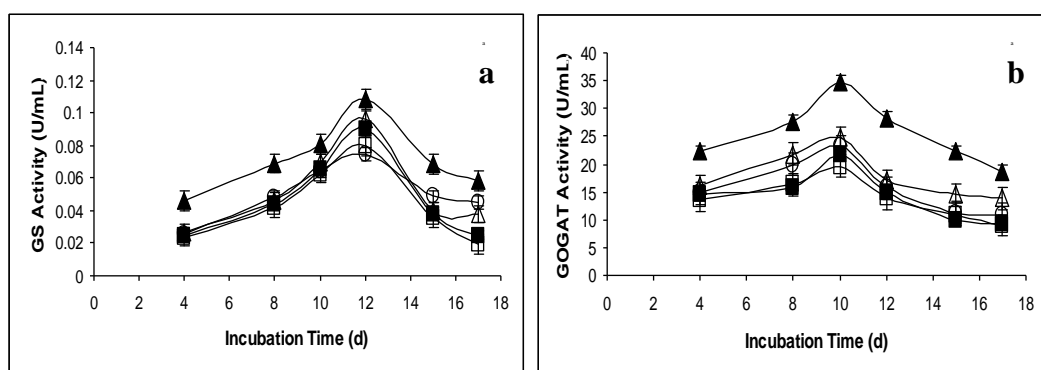 a
0.14
0.12
0.1
0.08
0.06
0.04
0.02
0
GS Activity (U/mL)
0 2 4 6 8 10 12 14 16 18
Incubation Time (d)
b
40
35
30
25
20
15
10
5
0
GOGAT Activity (U/mL)
0 2 4 6 8 10 12 14 16 18
Incubation Time (d)